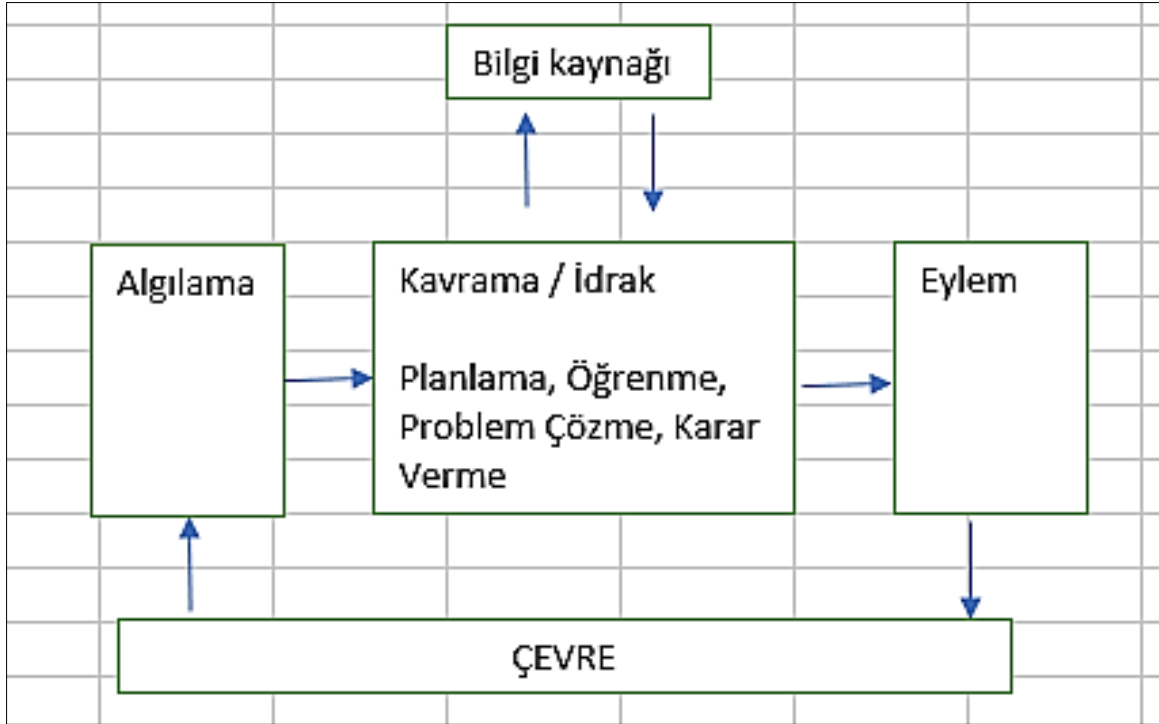 Bilgi kaynağı
Algılama
Kavrama / İdrak
Planlama, Öğrenme,
Problem Çözme, Karar
Verme
Eylem
ÇEVRE